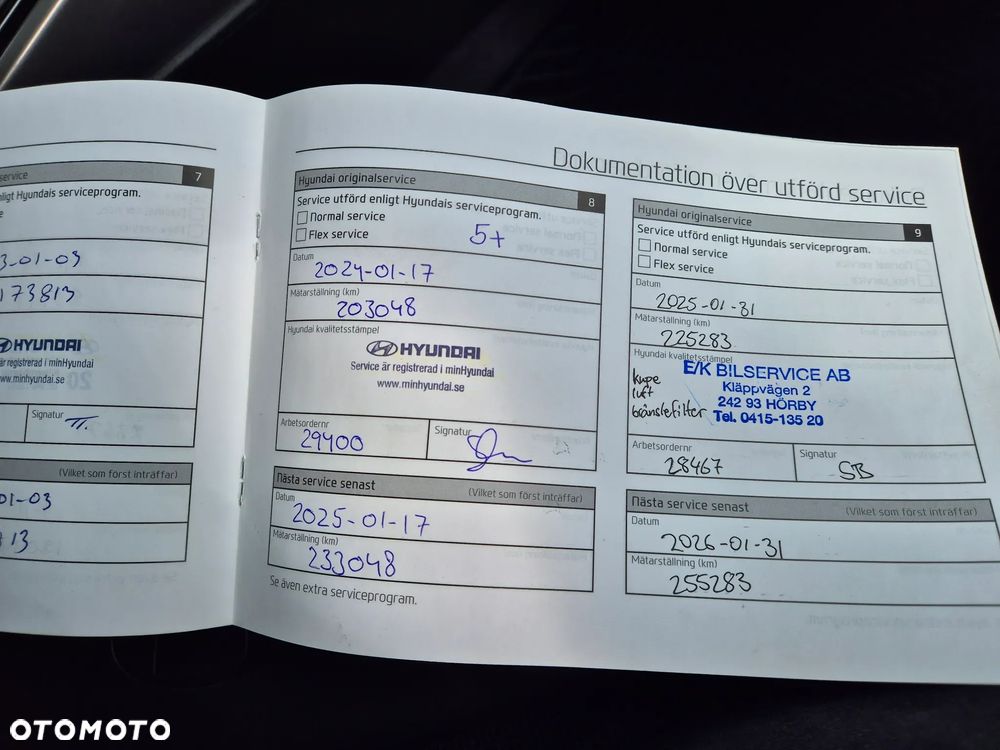 service
7
enligt Hyundais serviceprogram.
3-01-03
173813
HYUNDAI
är registrerad i minHyundai
www.minhyundai.se
Signatur
(Vilket som först inträffar)
01-03
13
Dokumentation över utförd service
Hyundai originalservice
8
Service utförd enligt Hyundais serviceprogram.
Normal service
Flex service
5+
Datum
2024-01-17
Mätarställning (km)
203048
Hyundai kvalitetsstämpel
HYUNDAI
Service är registrerad i minHyundai
www.minhyundai.se
Arbetsordernr
29400
Signatur
Nästa service senast
(Vilket som först inträffar)
Datum
2025-01-17
Mätarställning (km)
233048
Se även extra serviceprogram.
Hyundai originalservice
9
Service utförd enligt Hyundais serviceprogram.
Normal service
Flex service
Datum
2025-01-31
Mätarställning (km)
225283
Hyundai kvalitetsstämpel
kupe
luft
bränslefilter
E/K BILSERVICE AB
Kläppvägen 2
242 93 HÖRBY
Tel. 0415-135 20
Arbetsordernr
28467
Signatur
SB
Nästa service senast
(Vilket som först inträffar)
Datum
2026-01-31
Mätarställning (km)
255283
OTOMOTO